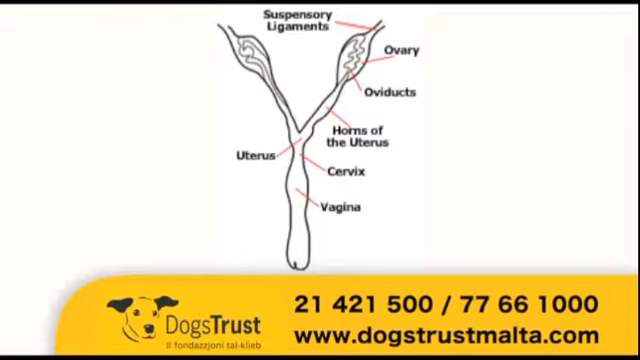 Suspensory
Ligaments
Ovary
Oviducts
Horns of
the Uterus
Uterus
Cervix
Vagina
21 421 500 / 77 66 1000
DogsTrust
Il fondazzjoni tal-klieb
www.dogstrustmalta.com